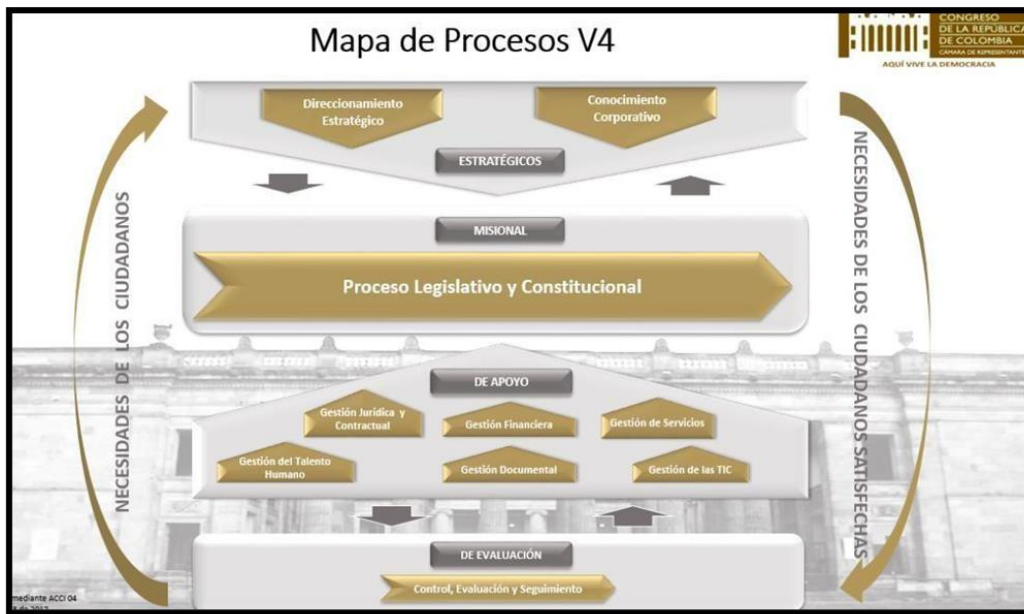 Mapa de Procesos V4
CONGRESO
DE LA REPÚBLICA
DE COLOMBIA
CÁMARA DE REPRESENTANTES
AQUÍ VIVE LA DEMOCRACIA
Direccionamiento
Estratégico
Conocimiento
Corporativo
ESTRATÉGICOS
MISIONAL
Proceso Legislativo y Constitucional
DE APOYO
Gestión Jurídica y
Contractual
Gestión Financiera
Gestión de Servicios
Gestión del Talento
Humano
Gestión Documental
Gestión de las TIC
DE EVALUACIÓN
Control, Evaluación y Seguimiento
NECESIDADES DE LOS CIUDADANOS
NECESIDADES DE LOS CIUDADANOS SATISFECHAS
mediante ACCI 04
de 2017